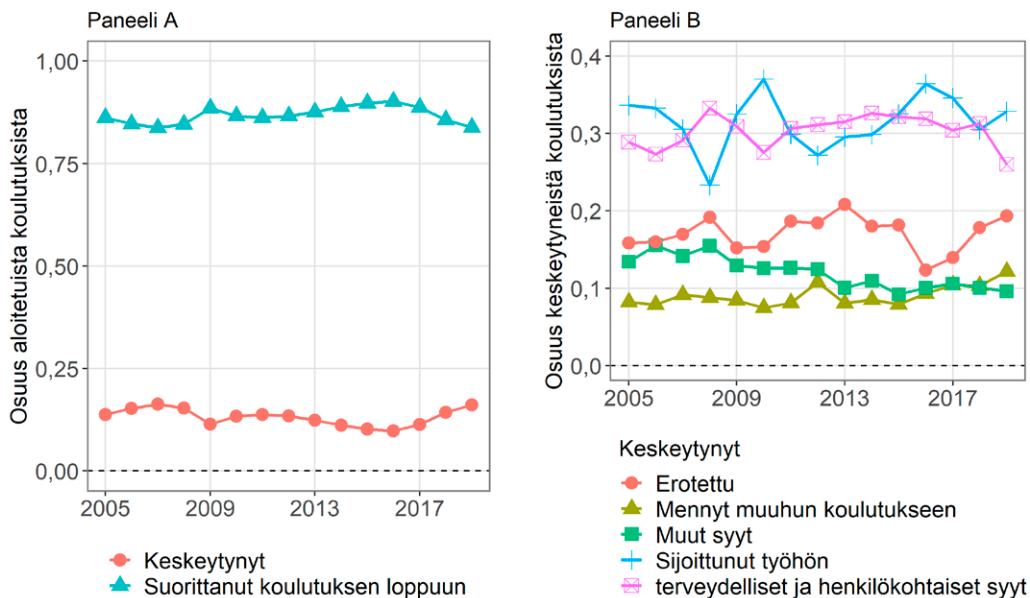 Paneeli A
Osuus aloitetuista koulutuksista
1,00
0,75
0,50
0,25
0,00
2005 2009 2013 2017
Keskeytynyt
Suorittanut koulutuksen loppuun
Paneeli B
Osuus keskeytyneistä koulutuksista
0,4
0,3
0,2
0,1
0,0
2005 2009 2013 2017
Keskeytynyt
Erotettu
Mennyt muuhun koulutukseen
Muut syyt
Sijoittunut työhön
terveydelliset ja henkilökohtaiset syyt